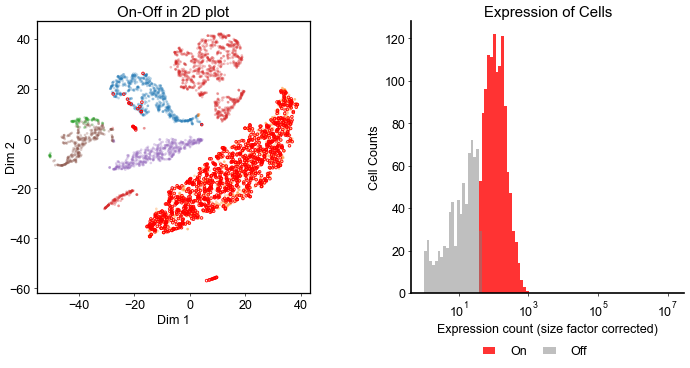 On-Off in 2D plot
40
20
0
−20
−40
−60
Dim 2
−40 −20 0 20 40
Dim 1
Expression of Cells
120
100
80
60
40
20
0
Cell Counts
10^1 10^3 10^5 10^7
Expression count (size factor corrected)
On Off